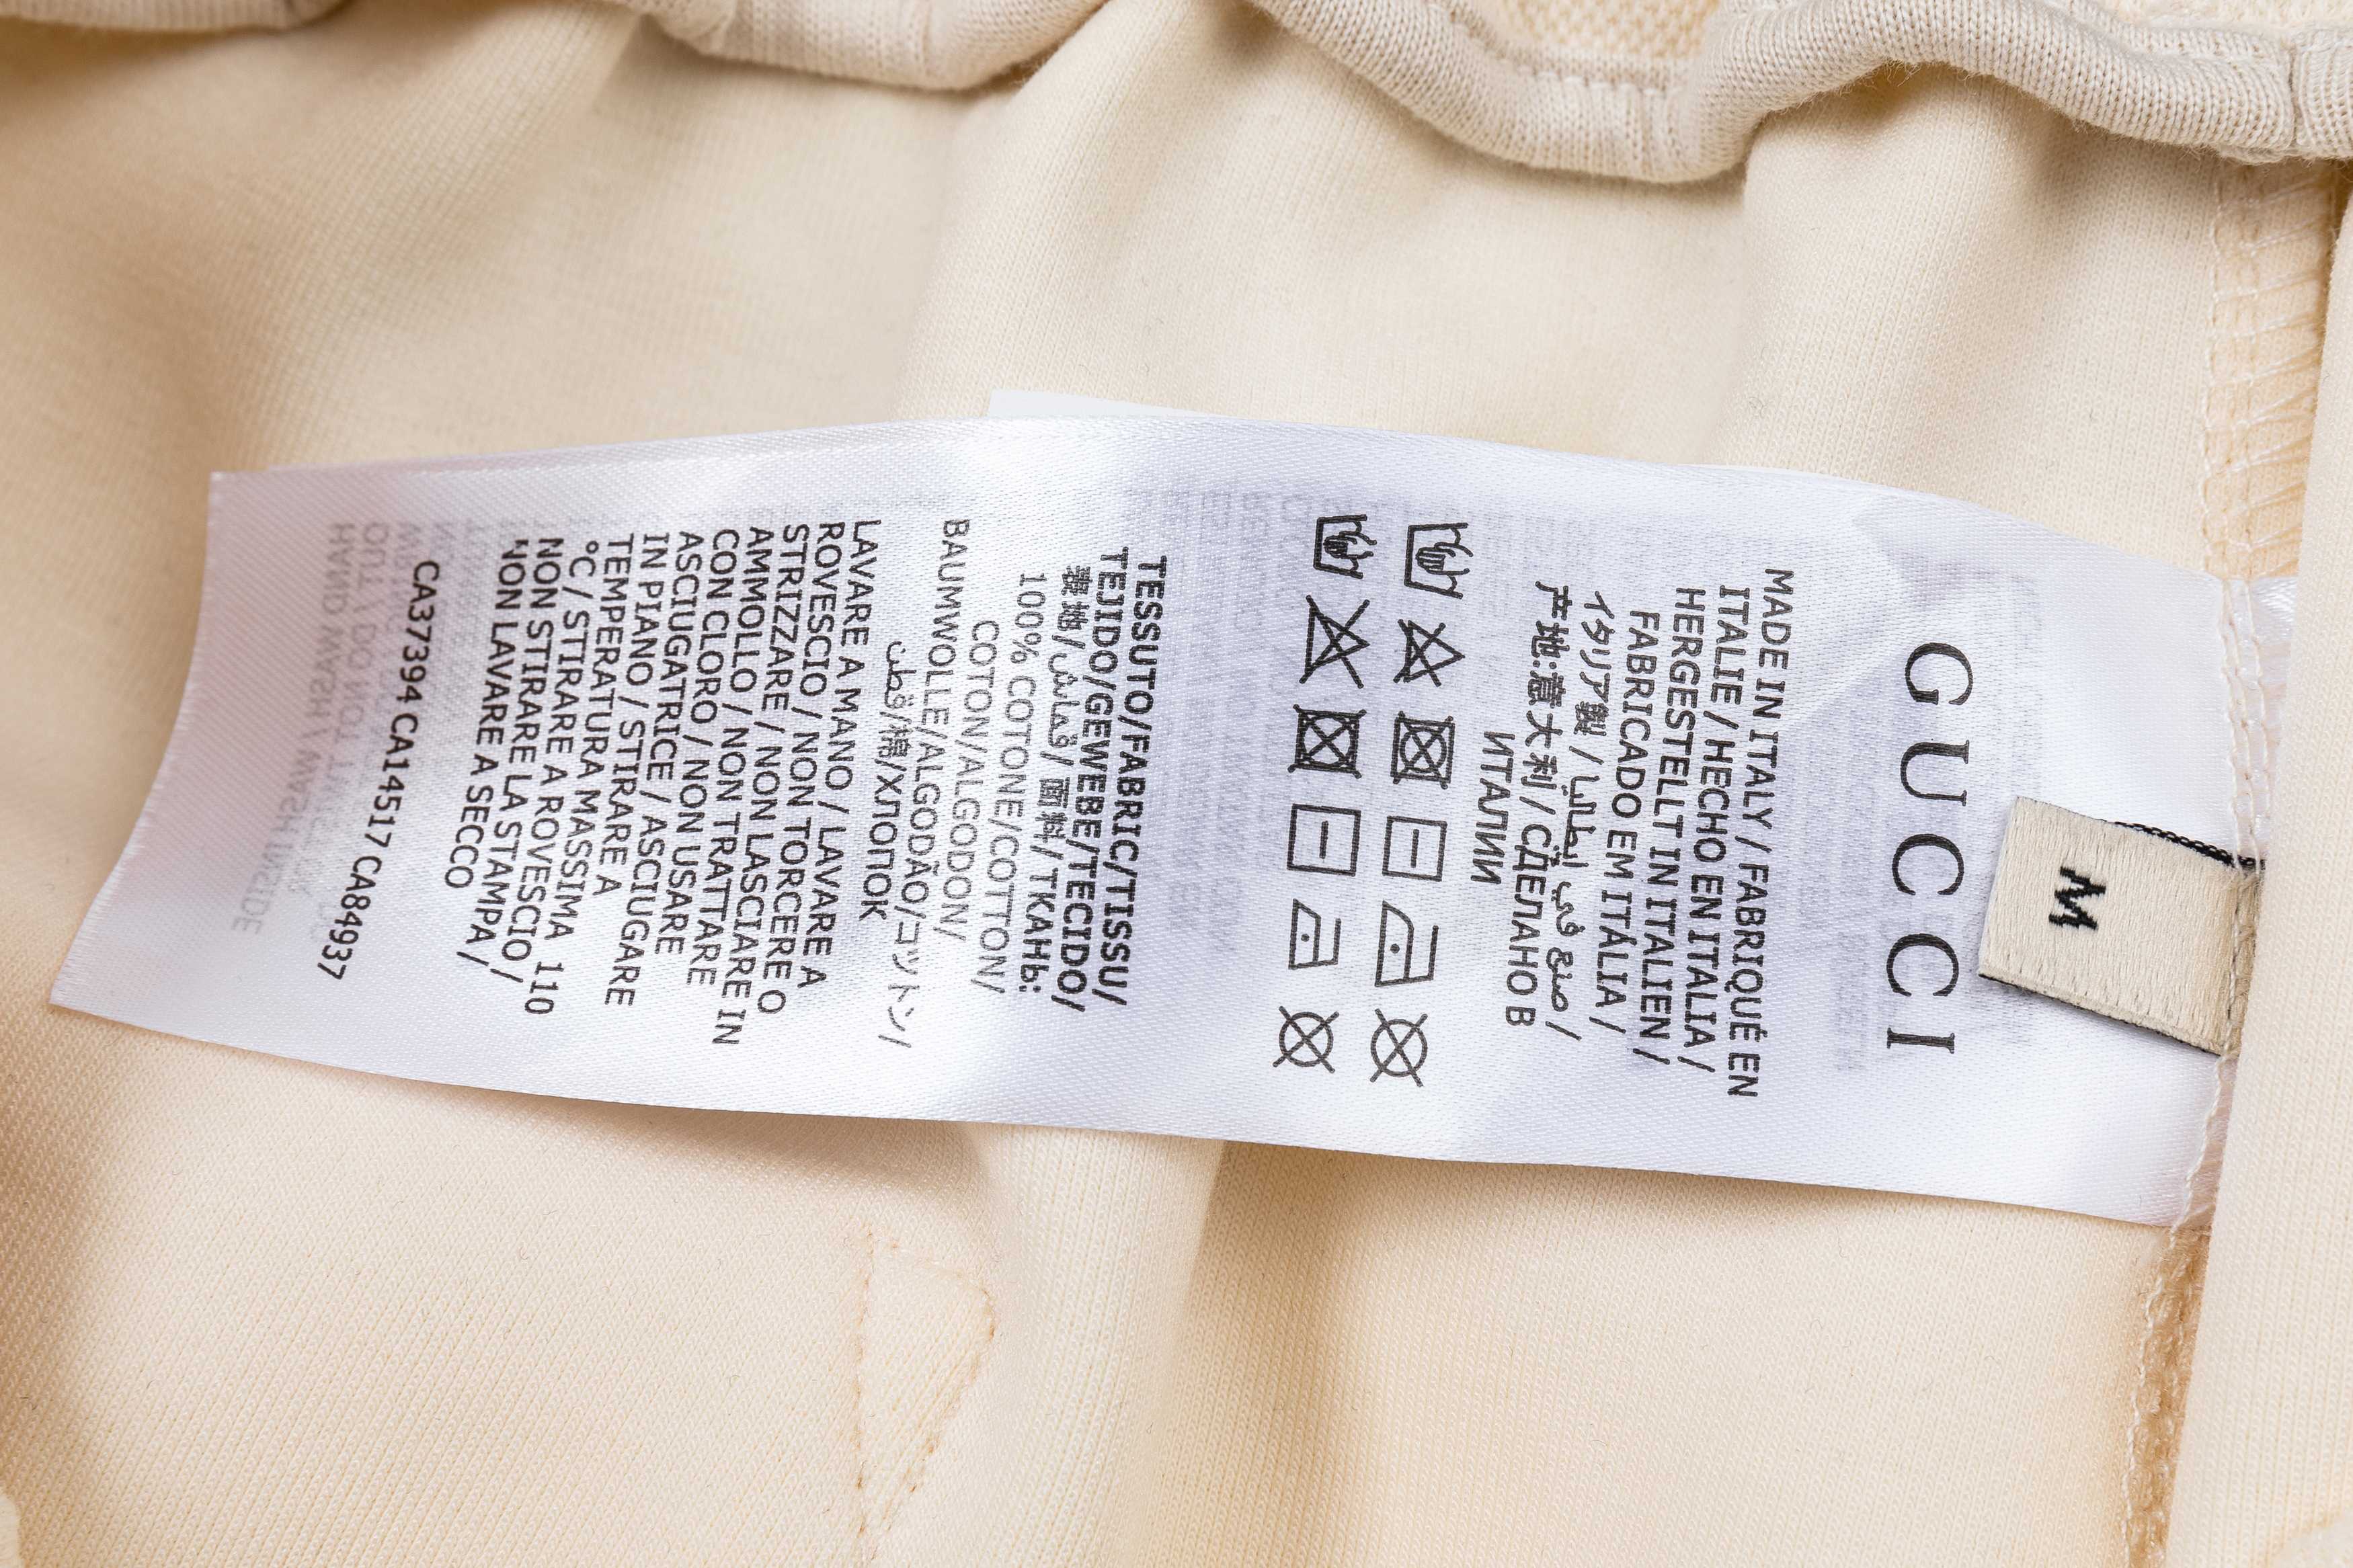 M
GUCCI
MADE IN ITALY / FABRIQUÉ EN
ITALIE / HECHO EN ITALIA /
HERGESTELLT IN ITALIEN /
FABRICADO EM ITÁLIA /
イタリア製 / صنع في إيطاليا /
产地:意大利 / СДЕЛАНО В
ИТАЛИИ
TESSUTO/FABRIC/TISSU/
TEJIDO/GEWEBE/TECIDO/
表地/قماش/面料/ТКАНЬ:
100% COTONE/COTTON/
COTON/ALGODON/
BAUMWOLLE/ALGODÃO/コットン/
قطن/棉/ХЛОПОК
LAVARE A MANO / LAVARE A
ROVESCIO / NON TORCERE O
STRIZZARE / NON LASCIARE IN
AMMOLLO / NON TRATTARE
CON CLORO / NON USARE
ASCIUGATRICE / ASCIUGARE
IN PIANO / STIRARE A
TEMPERATURA MASSIMA 110
°C / STIRARE A ROVESCIO /
NON STIRARE LA STAMPA /
NON LAVARE A SECCO
CA37394 CA14517 CA84937